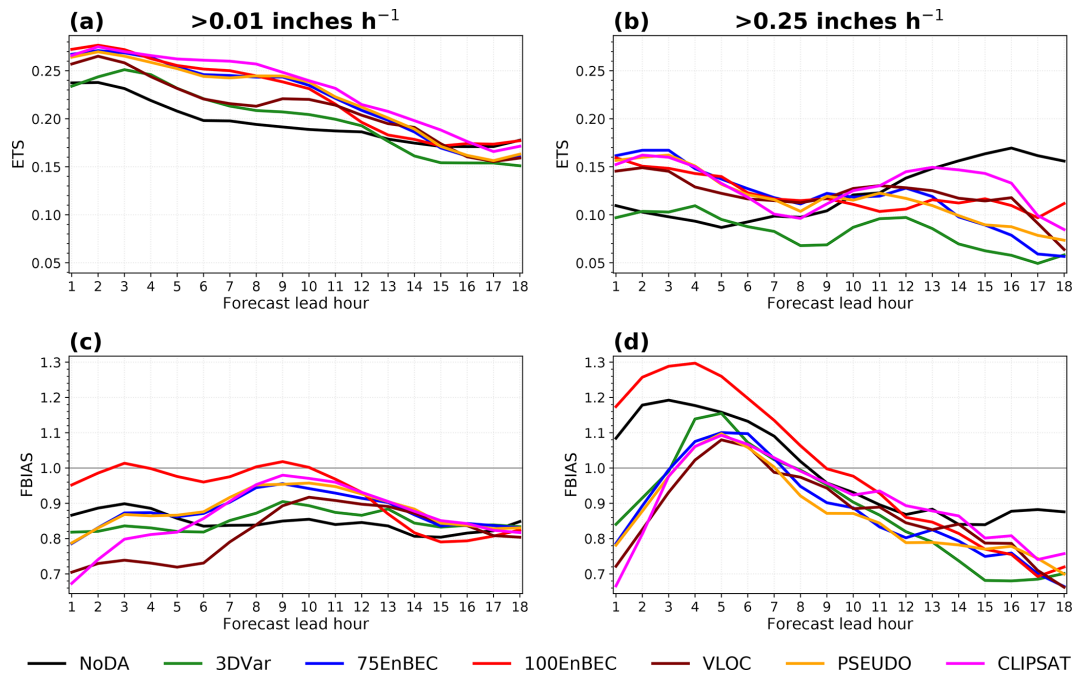 (a) >0.01 inches h⁻¹
(b) >0.25 inches h⁻¹
ETS
0.25
0.20
0.15
0.10
0.05
1 2 3 4 5 6 7 8 9 10 11 12 13 14 15 16 17 18
Forecast lead hour
ETS
0.25
0.20
0.15
0.10
0.05
1 2 3 4 5 6 7 8 9 10 11 12 13 14 15 16 17 18
Forecast lead hour
(c)
FBIAS
1.3
1.2
1.1
1.0
0.9
0.8
0.7
1 2 3 4 5 6 7 8 9 10 11 12 13 14 15 16 17 18
Forecast lead hour
(d)
FBIAS
1.3
1.2
1.1
1.0
0.9
0.8
0.7
1 2 3 4 5 6 7 8 9 10 11 12 13 14 15 16 17 18
Forecast lead hour
NoDA 3DVar 75EnBEC 100EnBEC VLOC PSEUDO CLIPSAT